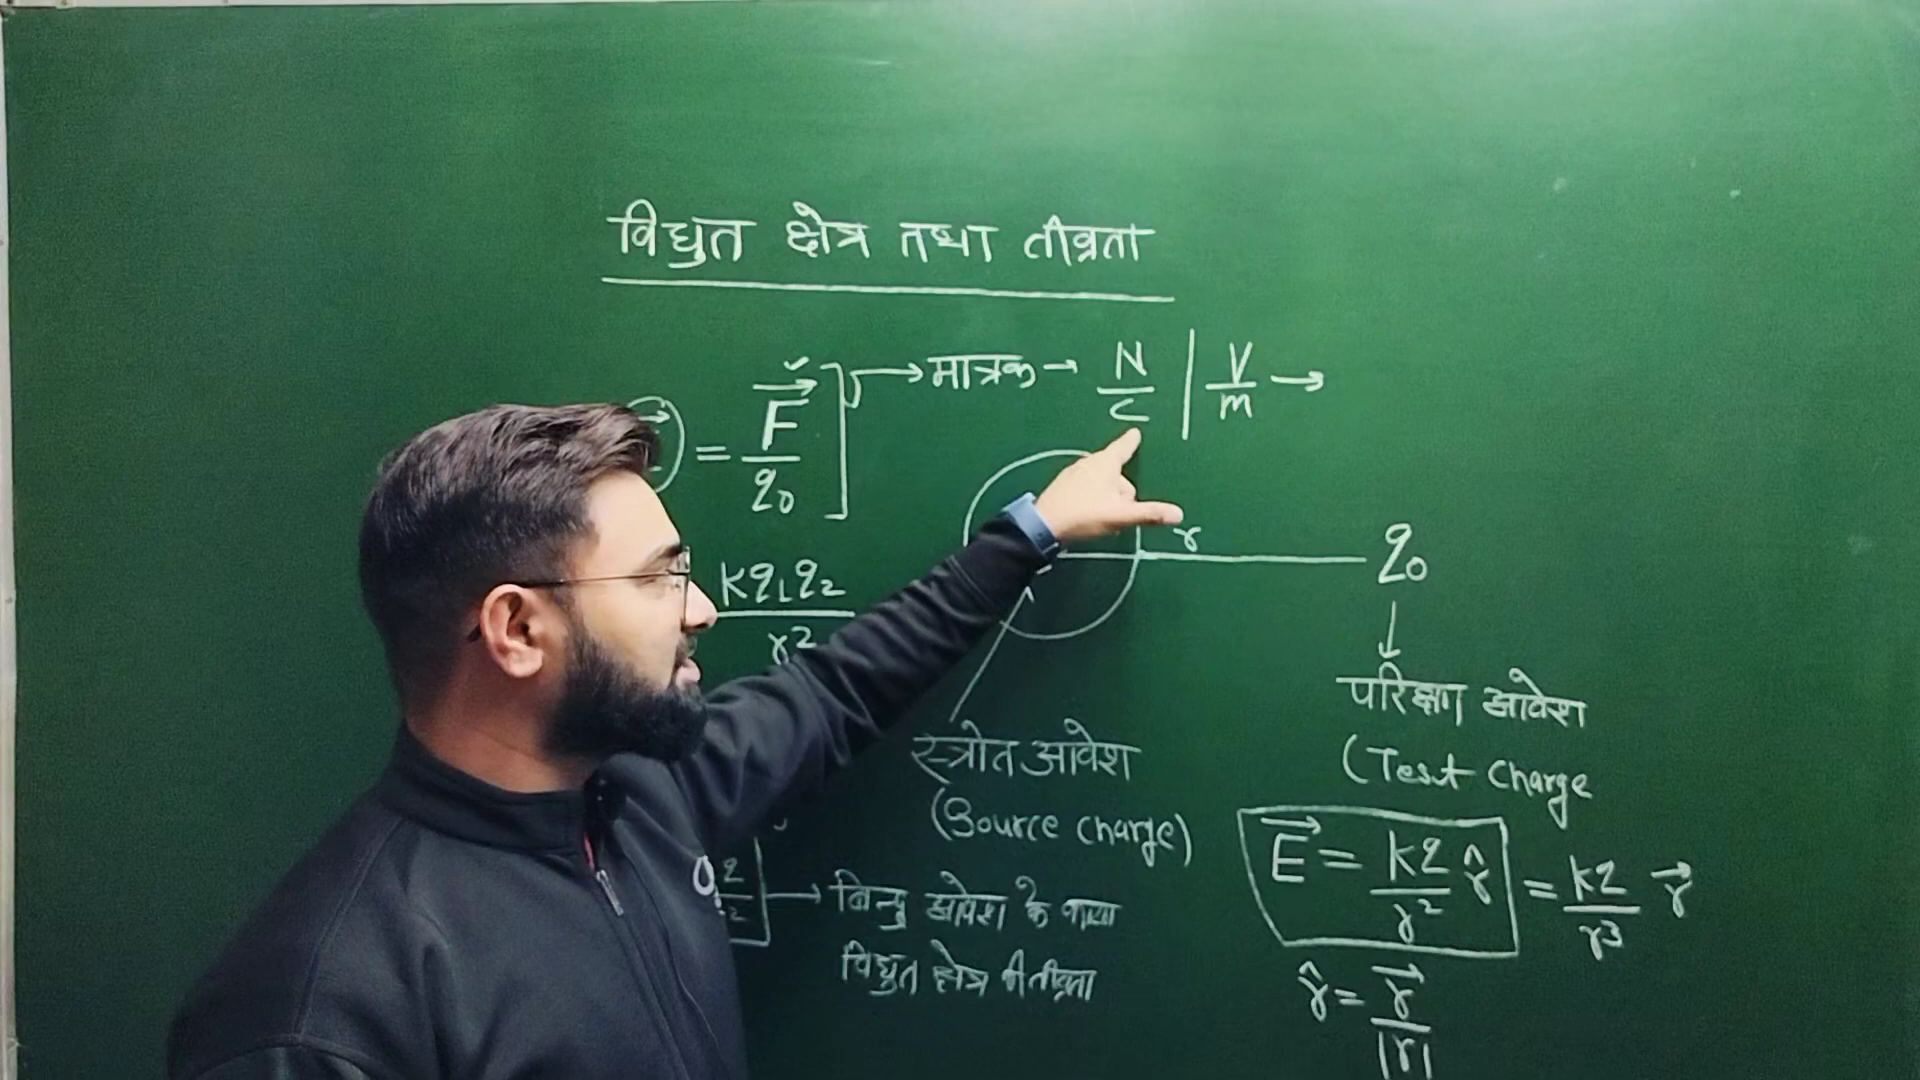 विद्युत क्षेत्र तथा तीव्रता
= F⃗ / q₀ ] → मात्रक → N/C | V/m →
r q₀
Kq₁q₂ / r²
परिक्षण आवेश
(Test Charge
स्त्रोत आवेश
(Source charge)
E⃗ = kq/r² r̂ = kq/r³ r⃗
→ बिन्दु आवेश के कारण
विद्युत क्षेत्र की तीव्रता
r̂ = r⃗ / |r|